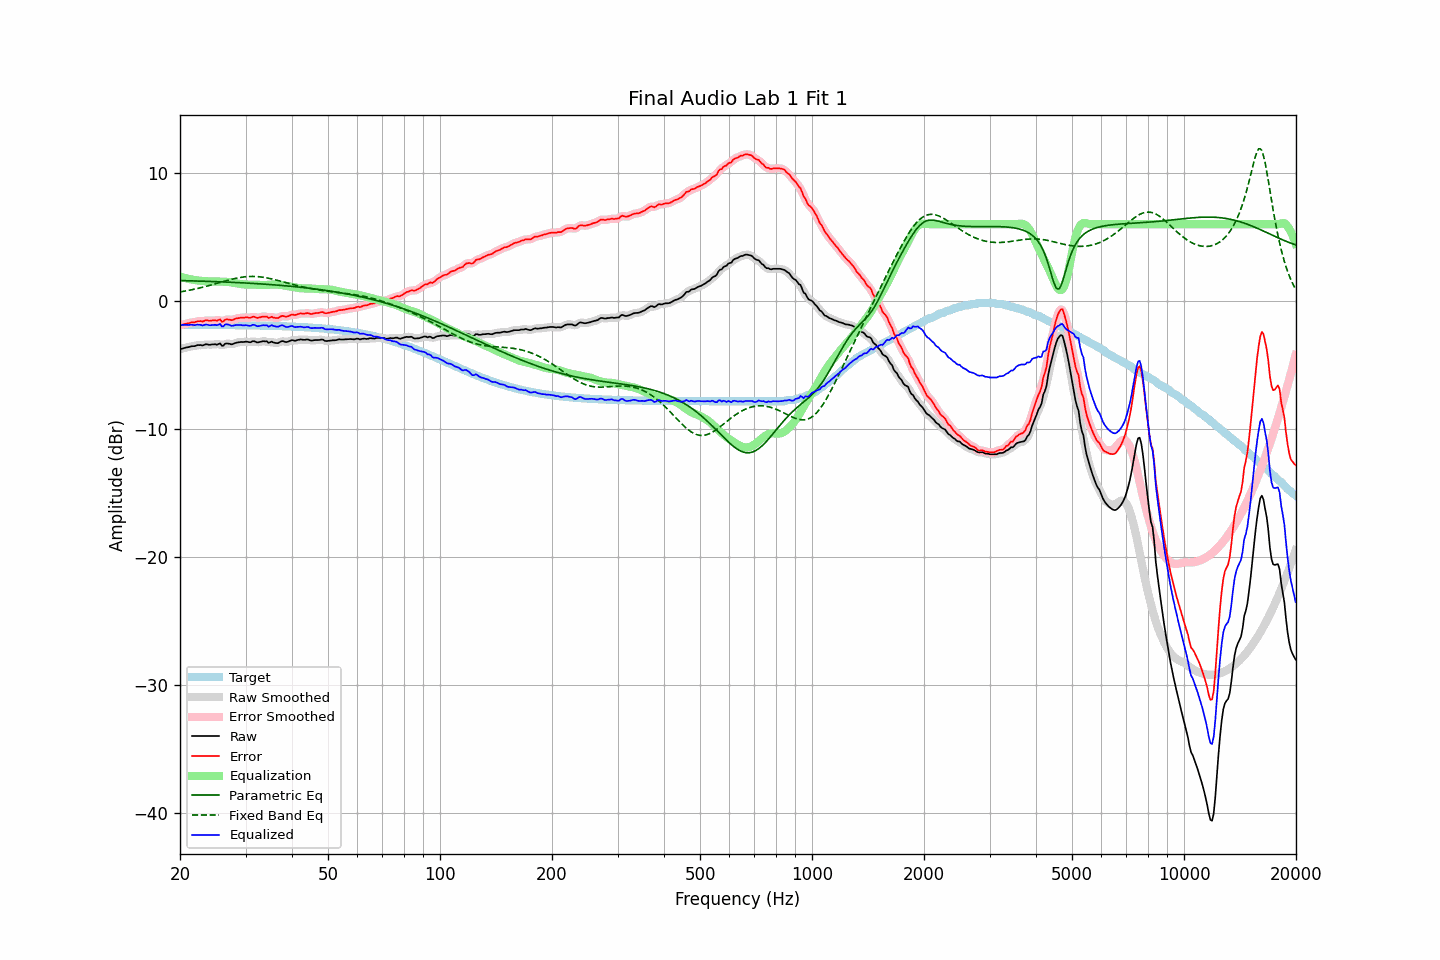 Final Audio Lab 1 Fit 1
Amplitude (dBr)
10
0
−10
−20
−30
−40
Target
Raw Smoothed
Error Smoothed
Raw
Error
Equalization
Parametric Eq
Fixed Band Eq
Equalized
20 50 100 200 500 1000 2000 5000 10000 20000
Frequency (Hz)